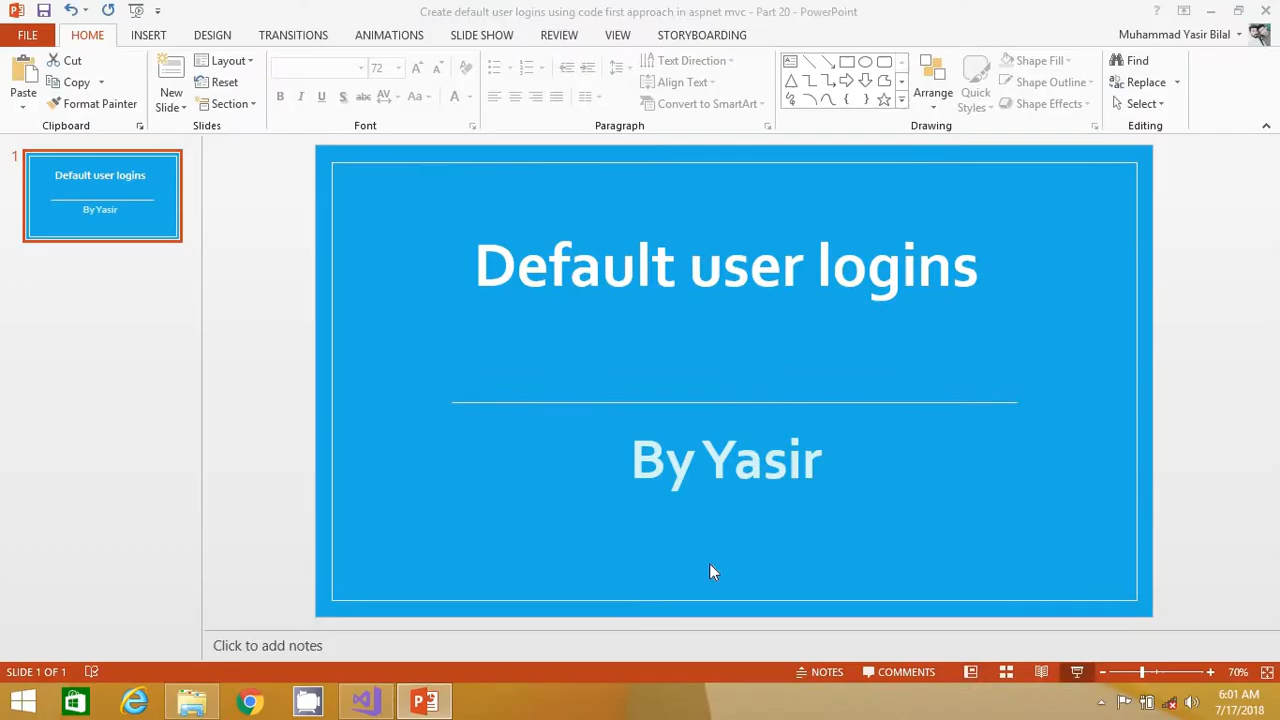 Create default user logins using code first approach in aspnet mvc - Part 20 - PowerPoint
FILE HOME INSERT DESIGN TRANSITIONS ANIMATIONS SLIDE SHOW REVIEW VIEW STORYBOARDING Muhammad Yasir Bilal
Paste
Cut
Copy
Format Painter
Clipboard
New
Slide
Layout
Reset
Section
Slides
72
Font
Text Direction
Align Text
Convert to SmartArt
Paragraph
Arrange
Quick
Styles
Shape Fill
Shape Outline
Shape Effects
Drawing
Find
Replace
Select
Editing
1
Default user logins
By Yasir
Default user logins
By Yasir
Click to add notes
SLIDE 1 OF 1 NOTES COMMENTS 70%
6:01 AM
7/17/2018